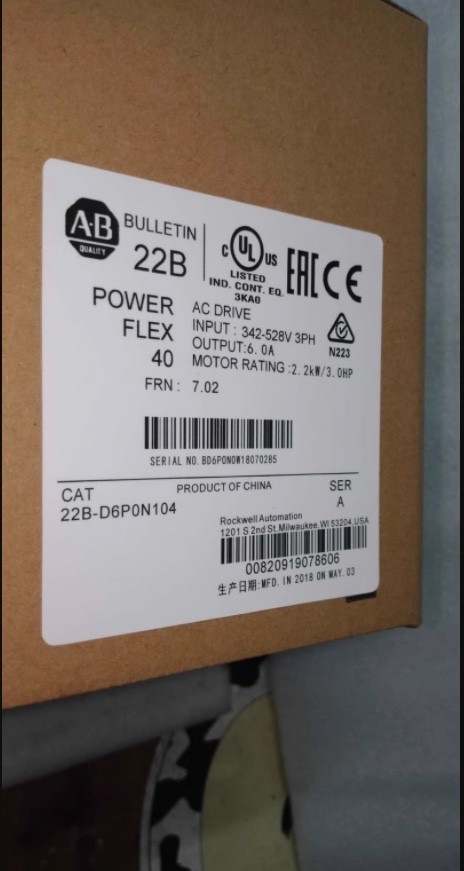 A·B
QUALITY
BULLETIN
22B
C UL US
LISTED
IND. CONT. EQ.
3KA0
EAC CE
N223
POWER
FLEX
40
FRN : 7.02
AC DRIVE
INPUT : 342-528V 3PH
OUTPUT:6.0A
MOTOR RATING :2.2kW/3.0HP
SERIAL NO. BD6P0N0W18070285
PRODUCT OF CHINA
CAT
22B-D6P0N104
SER
A
Rockwell Automation
1201 S 2nd St.Milwaukee,WI.53204,USA
00820919078606
生产日期:MFD. IN 2018 ON MAY. 03